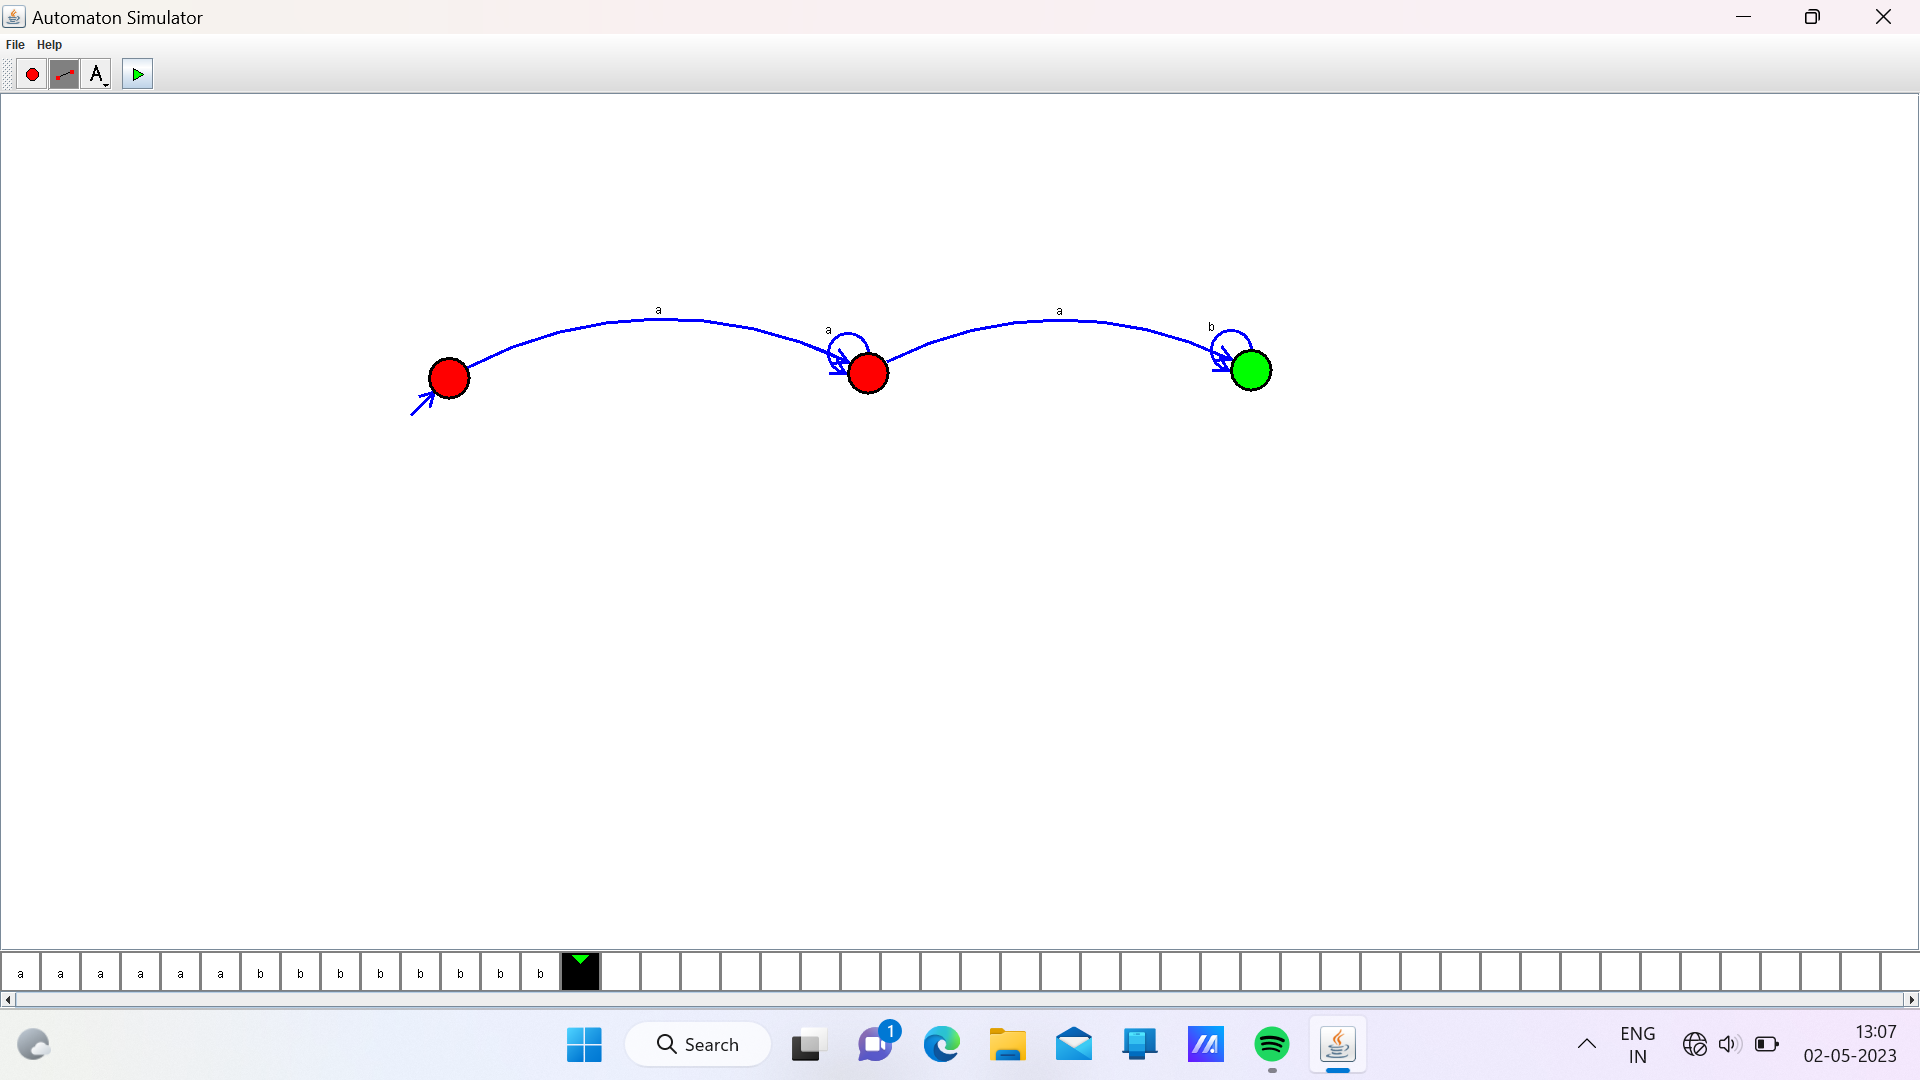 Automaton Simulator
File Help
A
a
a
a
b
a a a a a a b b b b b b b b
1
Search
ENG
IN
13:07
02-05-2023